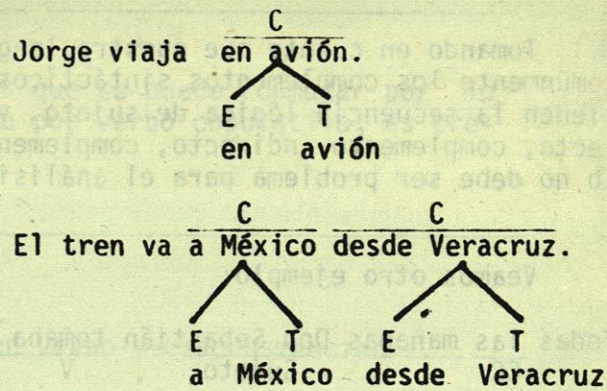 C
Jorge viaja en avión.
E T
en avión
C C
El tren va a México desde Veracruz.
E T E T
a México desde Veracruz